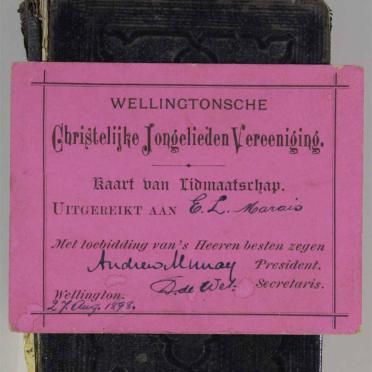 WELLINGTONSCHE
Christelijke Jongelieden Vereeniging.
Kaart van Lidmaatschap.
UITGEREIKT AAN E. L. Marais
Met toebidding van 's Heeren besten zegen
Andrew Murray President.
D. de Wet. Secretaris.
Wellington.
27 Aug. 1898.